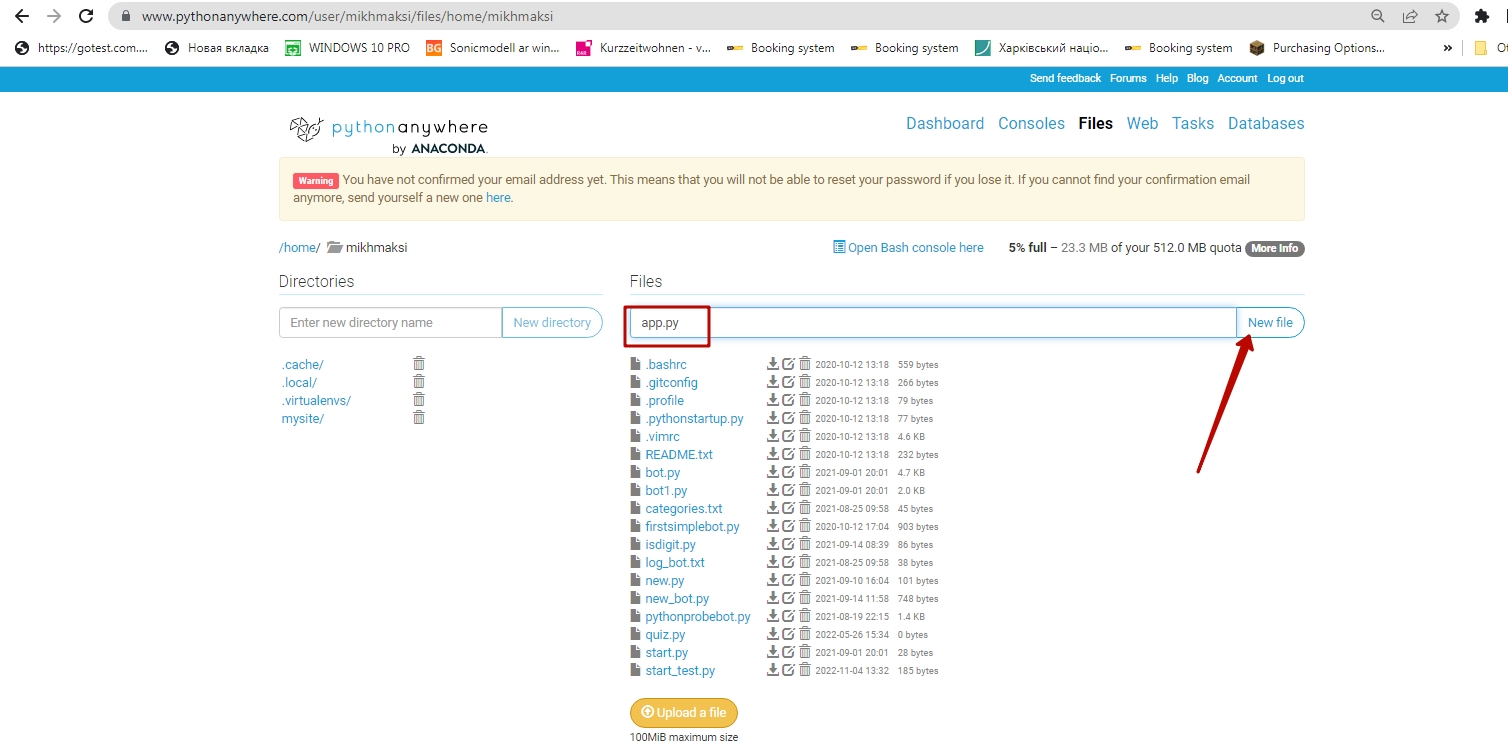 www.pythonanywhere.com/user/mikhmaksi/files/home/mikhmaksi
https://gotest.com.... Новая вкладка WINDOWS 10 PRO BG Sonicmodell ar win... Kurzzeitwohnen - v... Booking system Booking system Харківський націо... Booking system Purchasing Options... »
Send feedback Forums Help Blog Account Log out
pythonanywhere
by ANACONDA.
Dashboard Consoles Files Web Tasks Databases
Warning You have not confirmed your email address yet. This means that you will not be able to reset your password if you lose it. If you cannot find your confirmation email
anymore, send yourself a new one here.
/home/ mikhmaksi Open Bash console here 5% full – 23.3 MB of your 512.0 MB quota More Info
Directories
Enter new directory name New directory
.cache/
.local/
.virtualenvs/
mysite/
Files
app.py New file
.bashrc 2020-10-12 13:18 559 bytes
.gitconfig 2020-10-12 13:18 266 bytes
.profile 2020-10-12 13:18 79 bytes
.pythonstartup.py 2020-10-12 13:18 77 bytes
.vimrc 2020-10-12 13:18 4.6 KB
README.txt 2020-10-12 13:18 232 bytes
bot.py 2021-09-01 20:01 4.7 KB
bot1.py 2021-09-01 20:01 2.0 KB
categories.txt 2021-08-25 09:58 45 bytes
firstsimplebot.py 2020-10-12 17:04 903 bytes
isdigit.py 2021-09-14 08:39 86 bytes
log_bot.txt 2021-08-25 09:58 38 bytes
new.py 2021-09-10 16:04 101 bytes
new_bot.py 2021-09-14 11:58 748 bytes
pythonprobebot.py 2021-08-19 22:15 1.4 KB
quiz.py 2022-05-26 15:34 0 bytes
start.py 2021-09-01 20:01 28 bytes
start_test.py 2022-11-04 13:32 185 bytes
Upload a file
100MiB maximum size